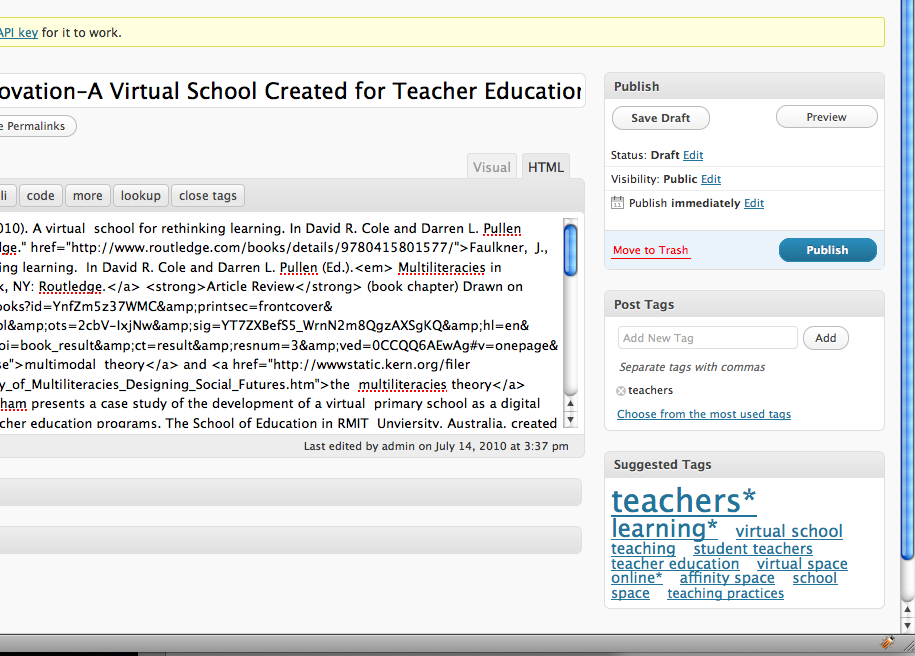 API key for it to work.
ovation–A Virtual School Created for Teacher Education
e Permalinks
Visual HTML
li code more lookup close tags
010). A virtual  school for rethinking learning. In David R. Cole and Darren L. Pullen
dge." href="http://www.routledge.com/books/details/9780415801577/">Faulkner,  J.,
ing learning.  In David R. Cole and Darren L. Pullen (Ed.).<em> Multiliteracies in
k, NY: Routledge.</a> <strong>Article Review</strong> (book chapter) Drawn on
ooks?id=YnfZm5z37WMC&amp;printsec=frontcover&
pl&amp;ots=2cbV-lxjNw&amp;sig=YT7ZXBefS5_WrnN2m8QgzAXSgKQ&amp;hl=en&
oi=book_result&amp;ct=result&amp;resnum=3&amp;ved=0CCQQ6AEwAg#v=onepage&
se">multimodal  theory</a> and <a href="http://wwwstatic.kern.org/filer
y_of_Multiliteracies_Designing_Social_Futures.htm">the  multiliteracies theory</a>
ham presents a case study of the development of a virtual  primary school as a digital
cher education programs. The School of Education in RMIT  Unviersity, Australia, created
Last edited by admin on July 14, 2010 at 3:37 pm
Publish
Save Draft Preview
Status: Draft Edit
Visibility: Public Edit
11 Publish immediately Edit
Move to Trash Publish
Post Tags
Add New Tag Add
Separate tags with commas
teachers
Choose from the most used tags
Suggested Tags
teachers*
learning* virtual school
teaching student teachers
teacher education virtual space
online* affinity space school
space teaching practices